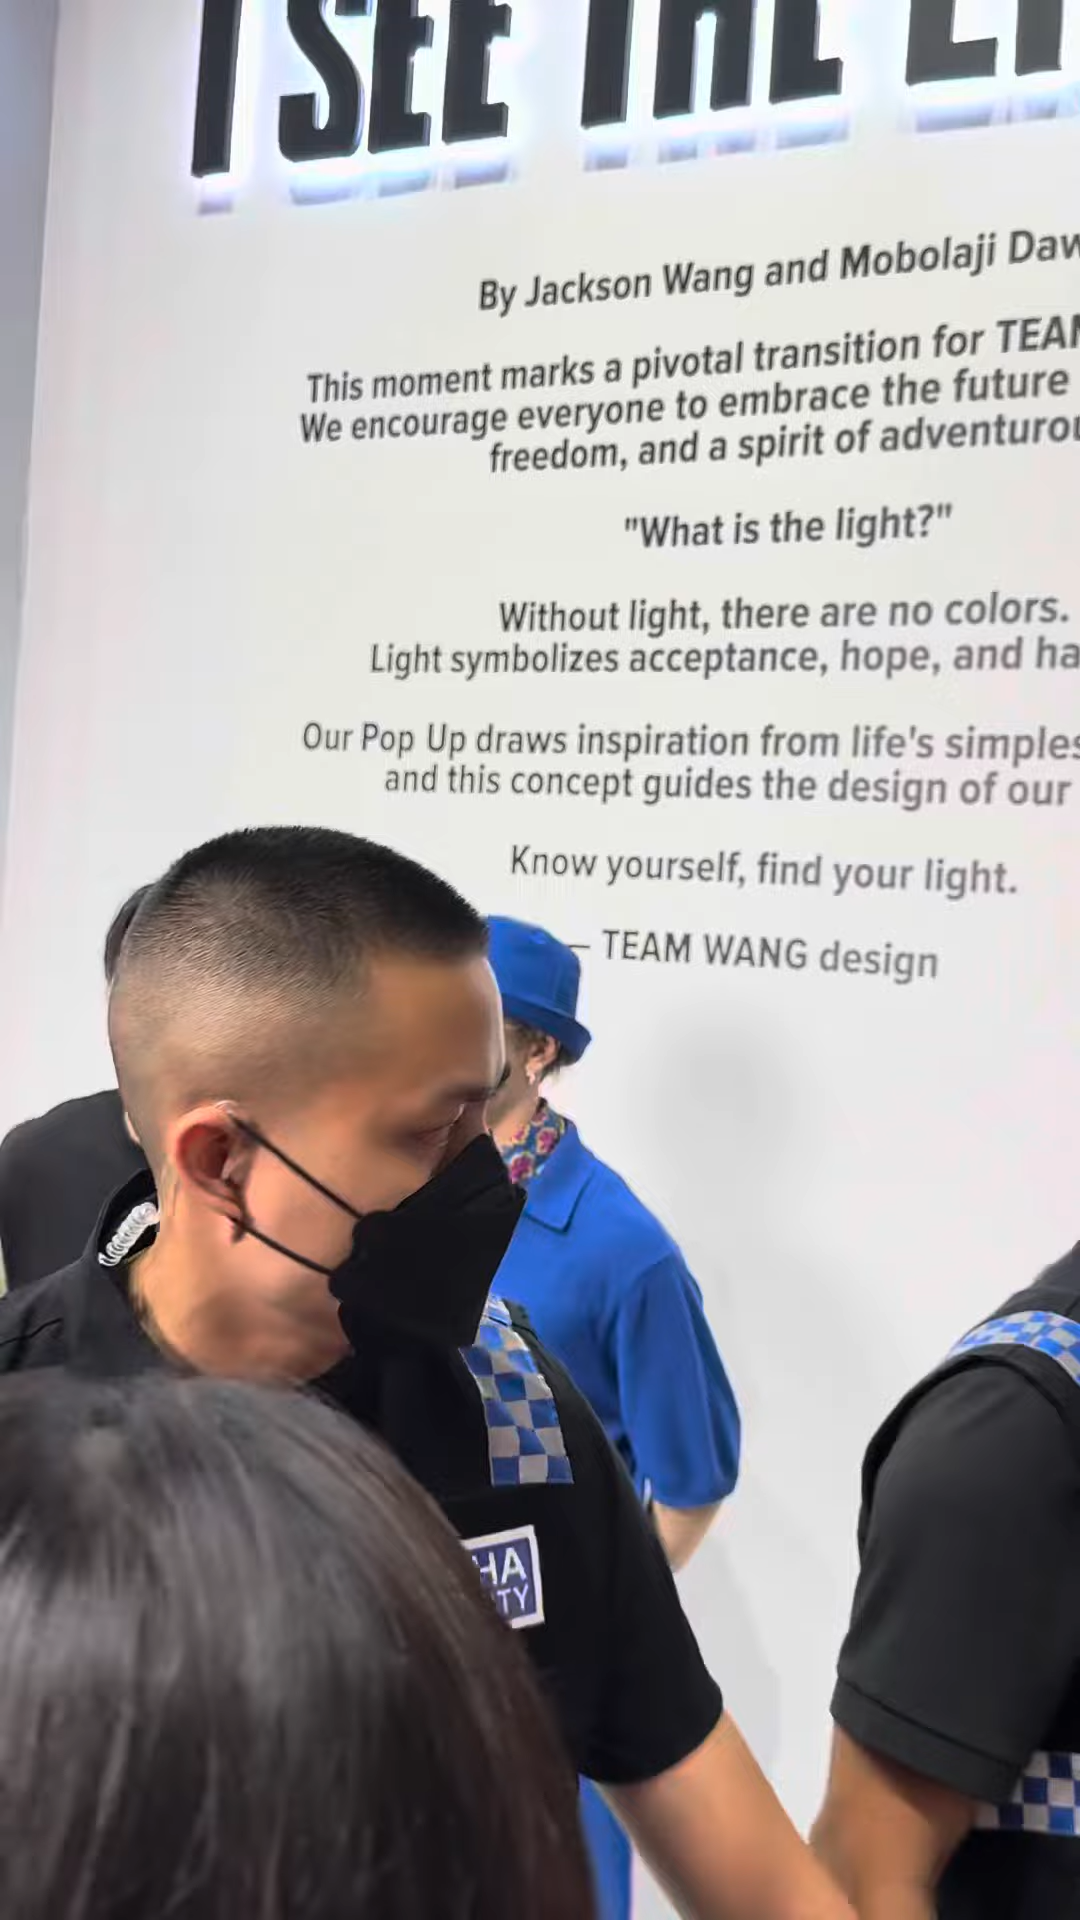 I SEE THE
By Jackson Wang and Mobolaji
This moment marks a pivotal transition for
We encourage everyone to embrace the future
freedom, and a spirit of
"What is the light?"
Without light, there are no colors.
Light symbolizes acceptance, hope, and
Our Pop Up draws inspiration from life's
and this concept guides the design of our
Know yourself, find your light.
— TEAM WANG design